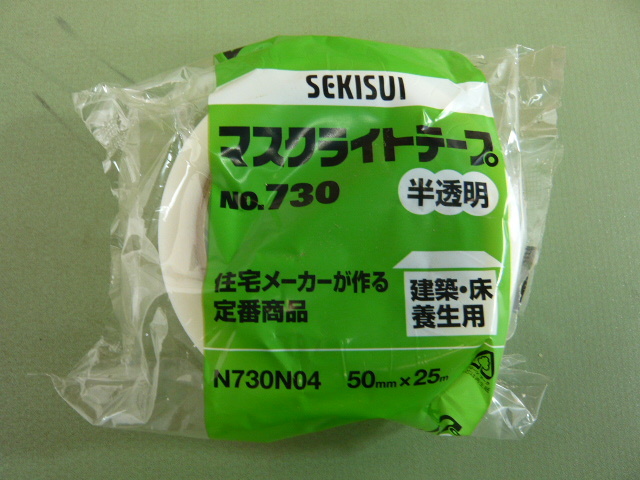 SEKISUI
マスクライトテープ
NO.730
半透明
住宅メーカーが作る
定番商品
建築・床
養生用
N730N04 50mm×25m